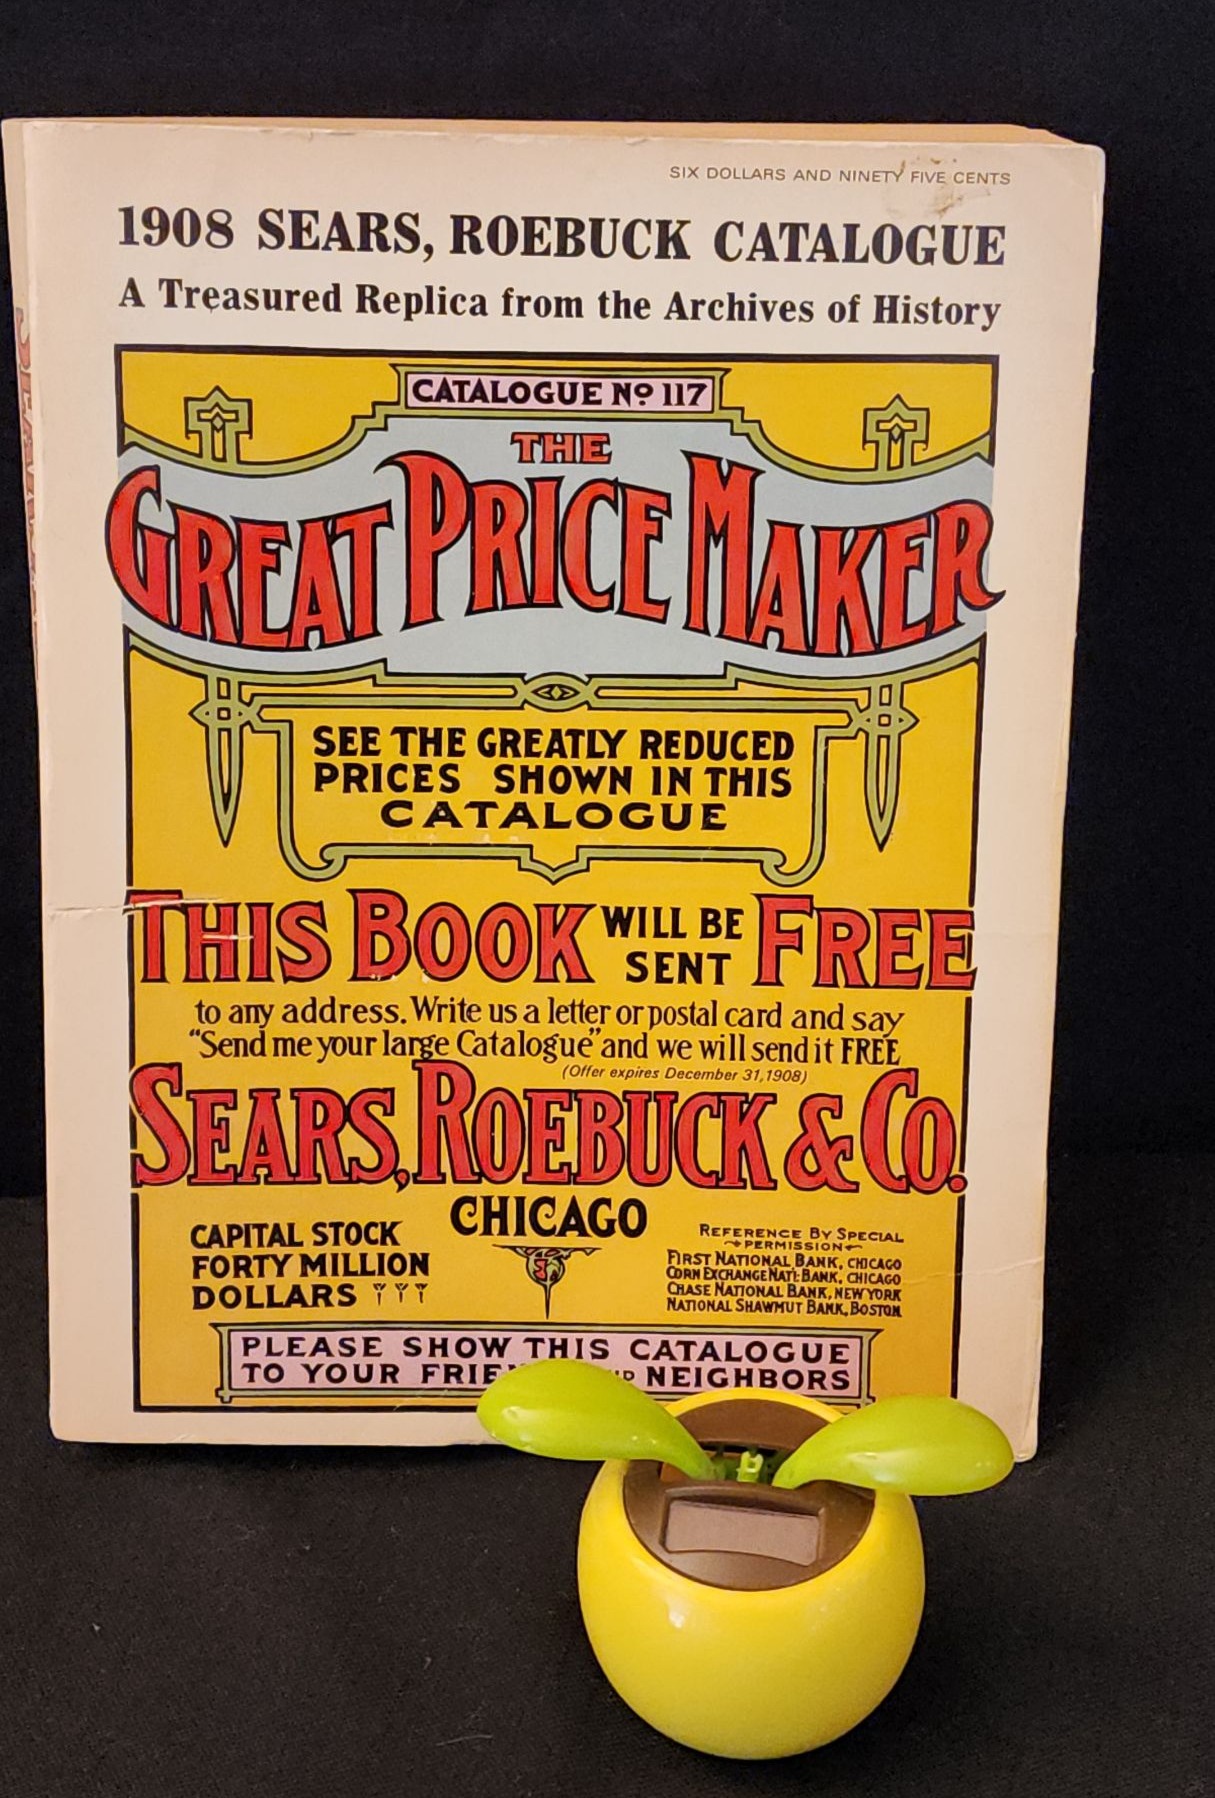 SIX DOLLARS AND NINETY FIVE CENTS
1908 SEARS, ROEBUCK CATALOGUE
A Treasured Replica from the Archives of History
CATALOGUE Nº 117
THE
GREAT PRICE MAKER
SEE THE GREATLY REDUCED
PRICES SHOWN IN THIS
CATALOGUE
THIS BOOK WILL BE SENT FREE
to any address. Write us a letter or postal card and say
"Send me your large Catalogue" and we will send it FREE
(Offer expires December 31, 1908)
SEARS, ROEBUCK & CO.
CHICAGO
CAPITAL STOCK
FORTY MILLION
DOLLARS
REFERENCE BY SPECIAL
PERMISSION
FIRST NATIONAL BANK, CHICAGO
CORN EXCHANGE NAT'L BANK, CHICAGO
CHASE NATIONAL BANK, NEW YORK
NATIONAL SHAWMUT BANK, BOSTON
PLEASE SHOW THIS CATALOGUE
TO YOUR NEIGHBORS